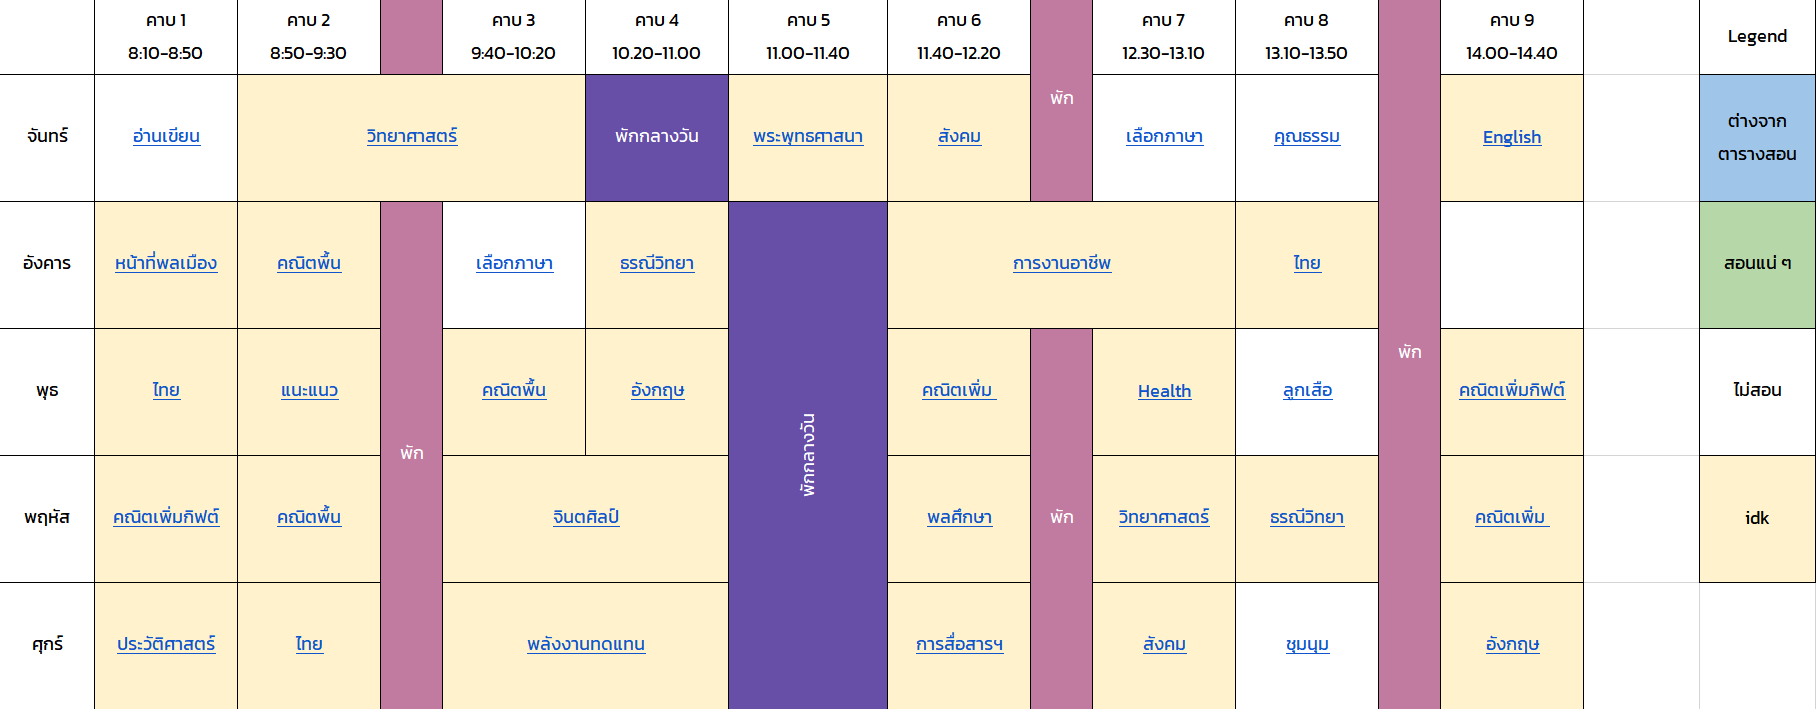 คาบ 1
8:10-8:50
คาบ 2
8:50-9:30
คาบ 3
9:40-10:20
คาบ 4
10.20-11.00
คาบ 5
11.00-11.40
คาบ 6
11.40-12.20
คาบ 7
12.30-13.10
คาบ 8
13.10-13.50
คาบ 9
14.00-14.40
Legend
จันทร์
อ่านเขียน
วิทยาศาสตร์
พักกลางวัน
พระพุทธศาสนา
สังคม
พัก
เลือกภาษา
คุณธรรม
English
ต่างจาก
ตารางสอน
อังคาร
หน้าที่พลเมือง
คณิตพื้น
เลือกภาษา
ธรณีวิทยา
การงานอาชีพ
ไทย
สอนแน่ ๆ
พุธ
ไทย
แนะแนว
พัก
คณิตพื้น
อังกฤษ
พักกลางวัน
คณิตเพิ่ม
Health
ลูกเสือ
พัก
คณิตเพิ่มกิฟต์
ไม่สอน
พฤหัส
คณิตเพิ่มกิฟต์
คณิตพื้น
จินตศิลป์
พลศึกษา
พัก
วิทยาศาสตร์
ธรณีวิทยา
คณิตเพิ่ม
idk
ศุกร์
ประวัติศาสตร์
ไทย
พลังงานทดแทน
การสื่อสารฯ
สังคม
ชุมนุม
อังกฤษ